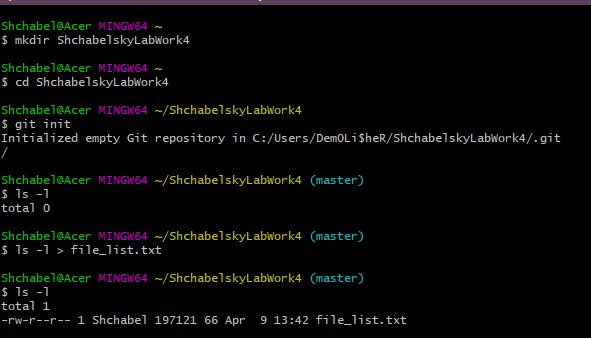 Shchabel@Acer MINGW64 ~
$ mkdir ShchabelskyLabWork4
Shchabel@Acer MINGW64 ~
$ cd ShchabelskyLabWork4
Shchabel@Acer MINGW64 ~/ShchabelskyLabWork4
$ git init
Initialized empty Git repository in C:/Users/DemOLi$heR/ShchabelskyLabWork4/.git
/
Shchabel@Acer MINGW64 ~/ShchabelskyLabWork4 (master)
$ ls -l
total 0
Shchabel@Acer MINGW64 ~/ShchabelskyLabWork4 (master)
$ ls -l > file_list.txt
Shchabel@Acer MINGW64 ~/ShchabelskyLabWork4 (master)
$ ls -l
total 1
-rw-r--r-- 1 Shchabel 197121 66 Apr  9 13:42 file_list.txt